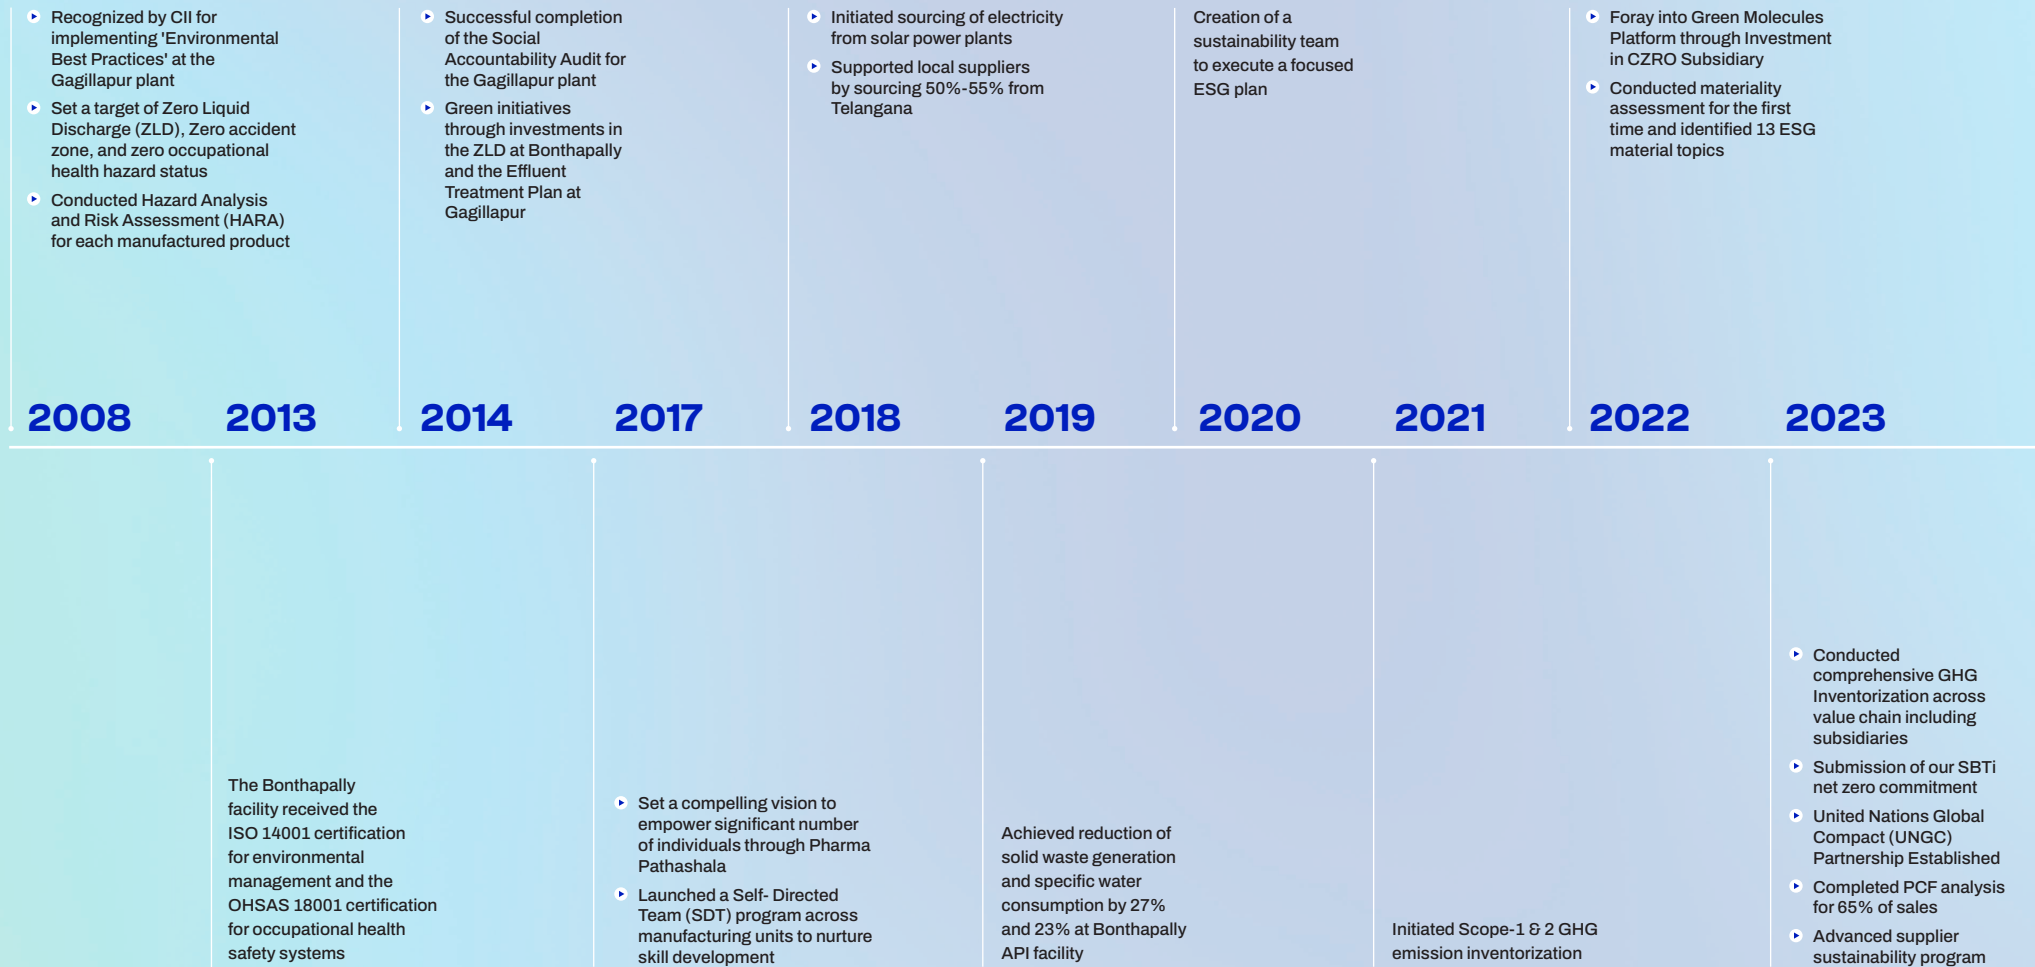 Recognized by CII for
implementing 'Environmental
Best Practices' at the
Gagillapur plant
Set a target of Zero Liquid
Discharge (ZLD), Zero accident
zone, and zero occupational
health hazard status
Conducted Hazard Analysis
and Risk Assessment (HARA)
for each manufactured product
Successful completion
of the Social
Accountability Audit for
the Gagillapur plant
Green initiatives
through investments in
the ZLD at Bonthapally
and the Effluent
Treatment Plan at
Gagillapur
Initiated sourcing of electricity
from solar power plants
Supported local suppliers
by sourcing 50%-55% from
Telangana
Creation of a
sustainability team
to execute a focused
ESG plan
Foray into Green Molecules
Platform through Investment
in CZRO Subsidiary
Conducted materiality
assessment for the first
time and identified 13 ESG
material topics
2008 2013 2014 2017 2018 2019 2020 2021 2022 2023
The Bonthapally
facility received the
ISO 14001 certification
for environmental
management and the
OHSAS 18001 certification
for occupational health
safety systems
Set a compelling vision to
empower significant number
of individuals through Pharma
Pathashala
Launched a Self- Directed
Team (SDT) program across
manufacturing units to nurture
skill development
Achieved reduction of
solid waste generation
and specific water
consumption by 27%
and 23% at Bonthapally
API facility
Initiated Scope-1 & 2 GHG
emission inventorization
Conducted
comprehensive GHG
Inventorization across
value chain including
subsidiaries
Submission of our SBTi
net zero commitment
United Nations Global
Compact (UNGC)
Partnership Established
Completed PCF analysis
for 65% of sales
Advanced supplier
sustainability program